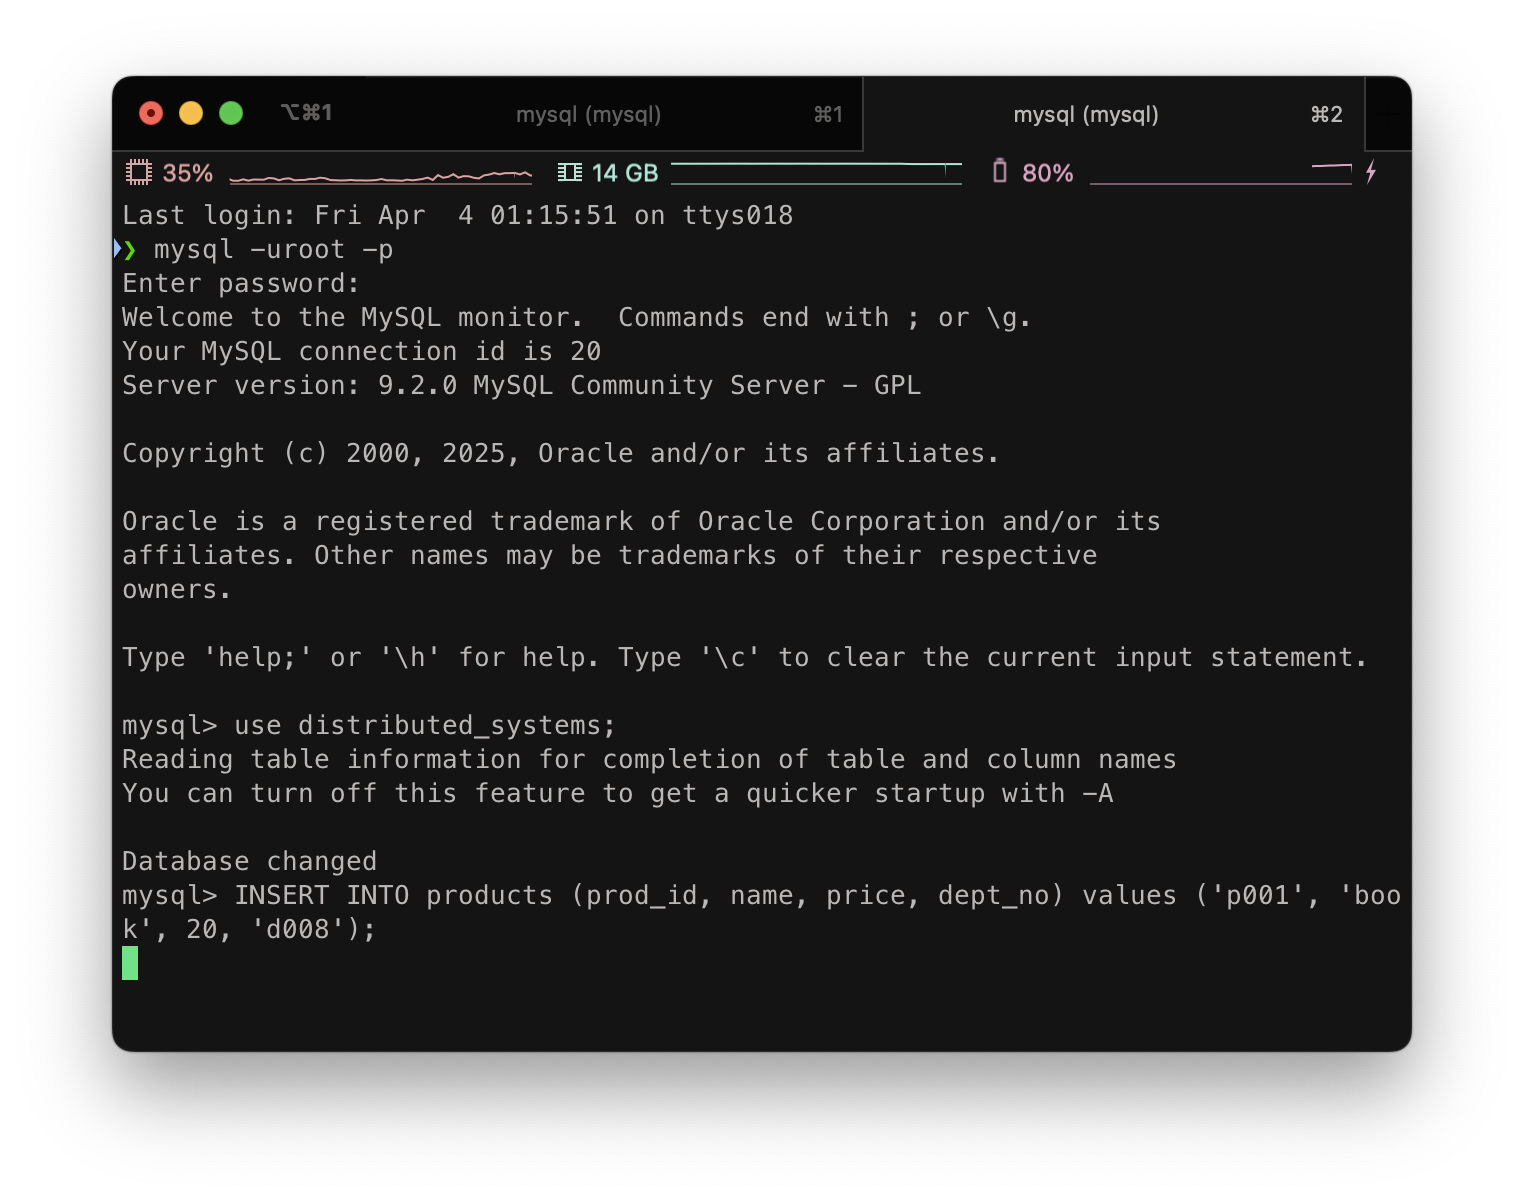 ⌥⌘1 mysql (mysql) ⌘1 mysql (mysql) ⌘2
35% 14 GB 80%
Last login: Fri Apr  4 01:15:51 on ttys018
❯ mysql -uroot -p
Enter password:
Welcome to the MySQL monitor.  Commands end with ; or \g.
Your MySQL connection id is 20
Server version: 9.2.0 MySQL Community Server - GPL
Copyright (c) 2000, 2025, Oracle and/or its affiliates.
Oracle is a registered trademark of Oracle Corporation and/or its
affiliates. Other names may be trademarks of their respective
owners.
Type 'help;' or '\h' for help. Type '\c' to clear the current input statement.
mysql> use distributed_systems;
Reading table information for completion of table and column names
You can turn off this feature to get a quicker startup with -A
Database changed
mysql> INSERT INTO products (prod_id, name, price, dept_no) values ('p001', 'boo
k', 20, 'd008');